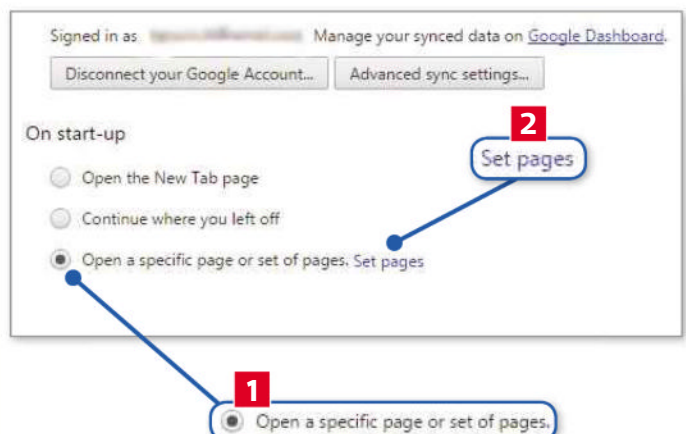 Signed in as Manage your synced data on Google Dashboard.
Disconnect your Google Account... Advanced sync settings...
On start-up
2
Set pages
Open the New Tab page
Continue where you left off
Open a specific page or set of pages. Set pages
1
Open a specific page or set of pages.